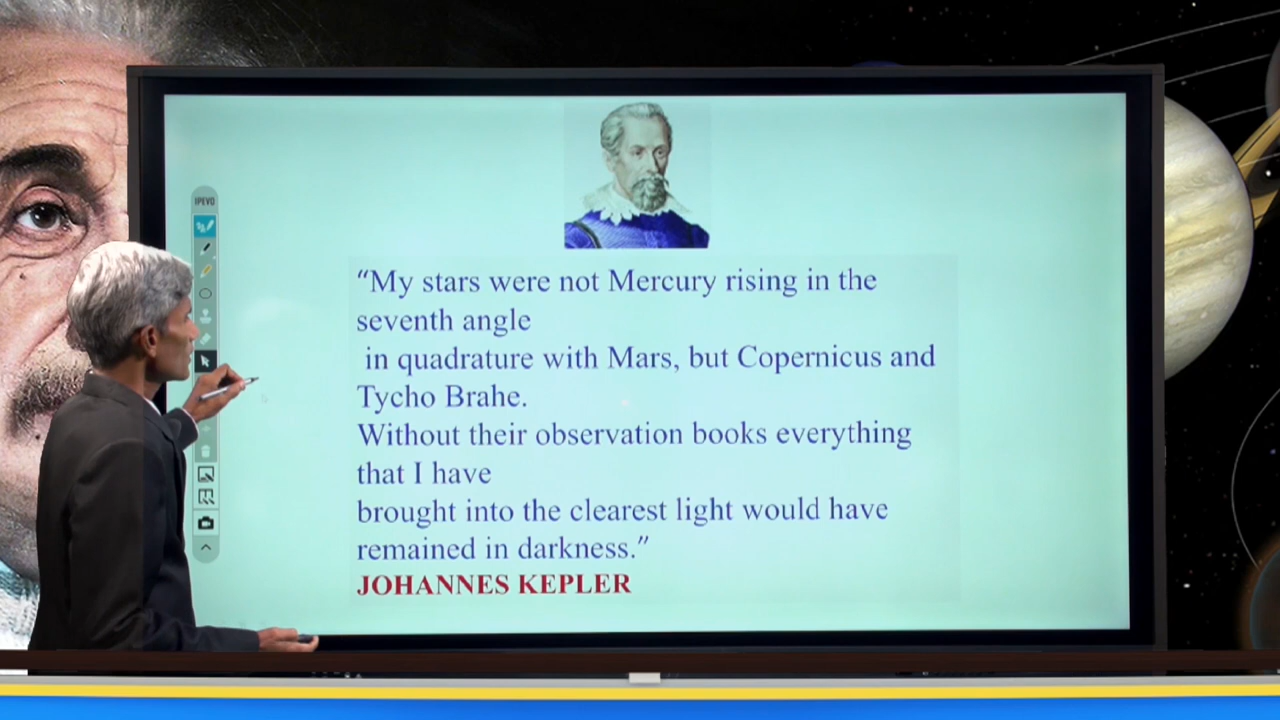 IPEVO
“My stars were not Mercury rising in the
seventh angle
in quadrature with Mars, but Copernicus and
Tycho Brahe.
Without their observation books everything
that I have
brought into the clearest light would have
remained in darkness.”
JOHANNES KEPLER